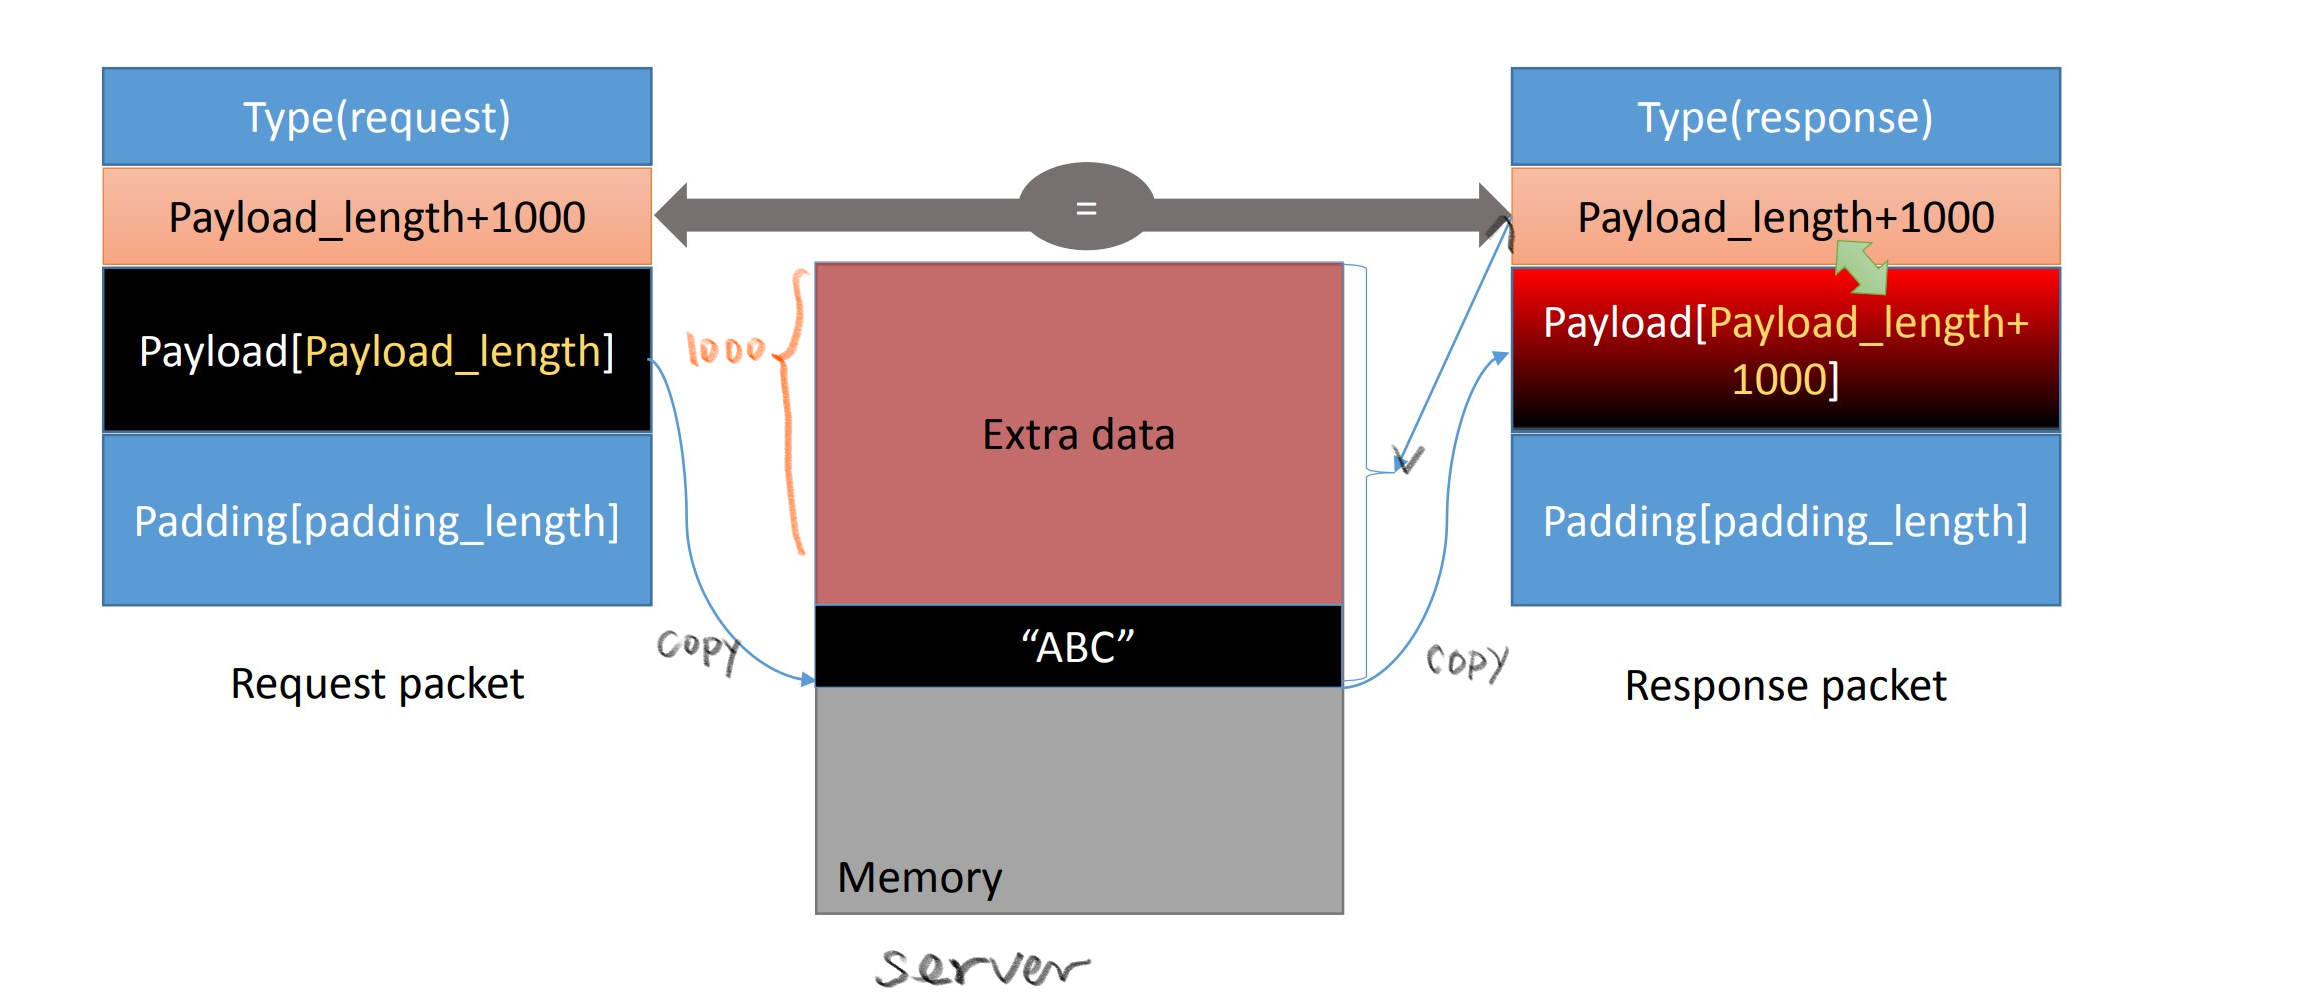 Type(request)
Payload_length+1000
Payload[Payload_length]
Padding[padding_length]
Request packet
=
1000
Extra data
"ABC"
copy
copy
Memory
server
Type(response)
Payload_length+1000
Payload[Payload_length+
1000]
Padding[padding_length]
Response packet